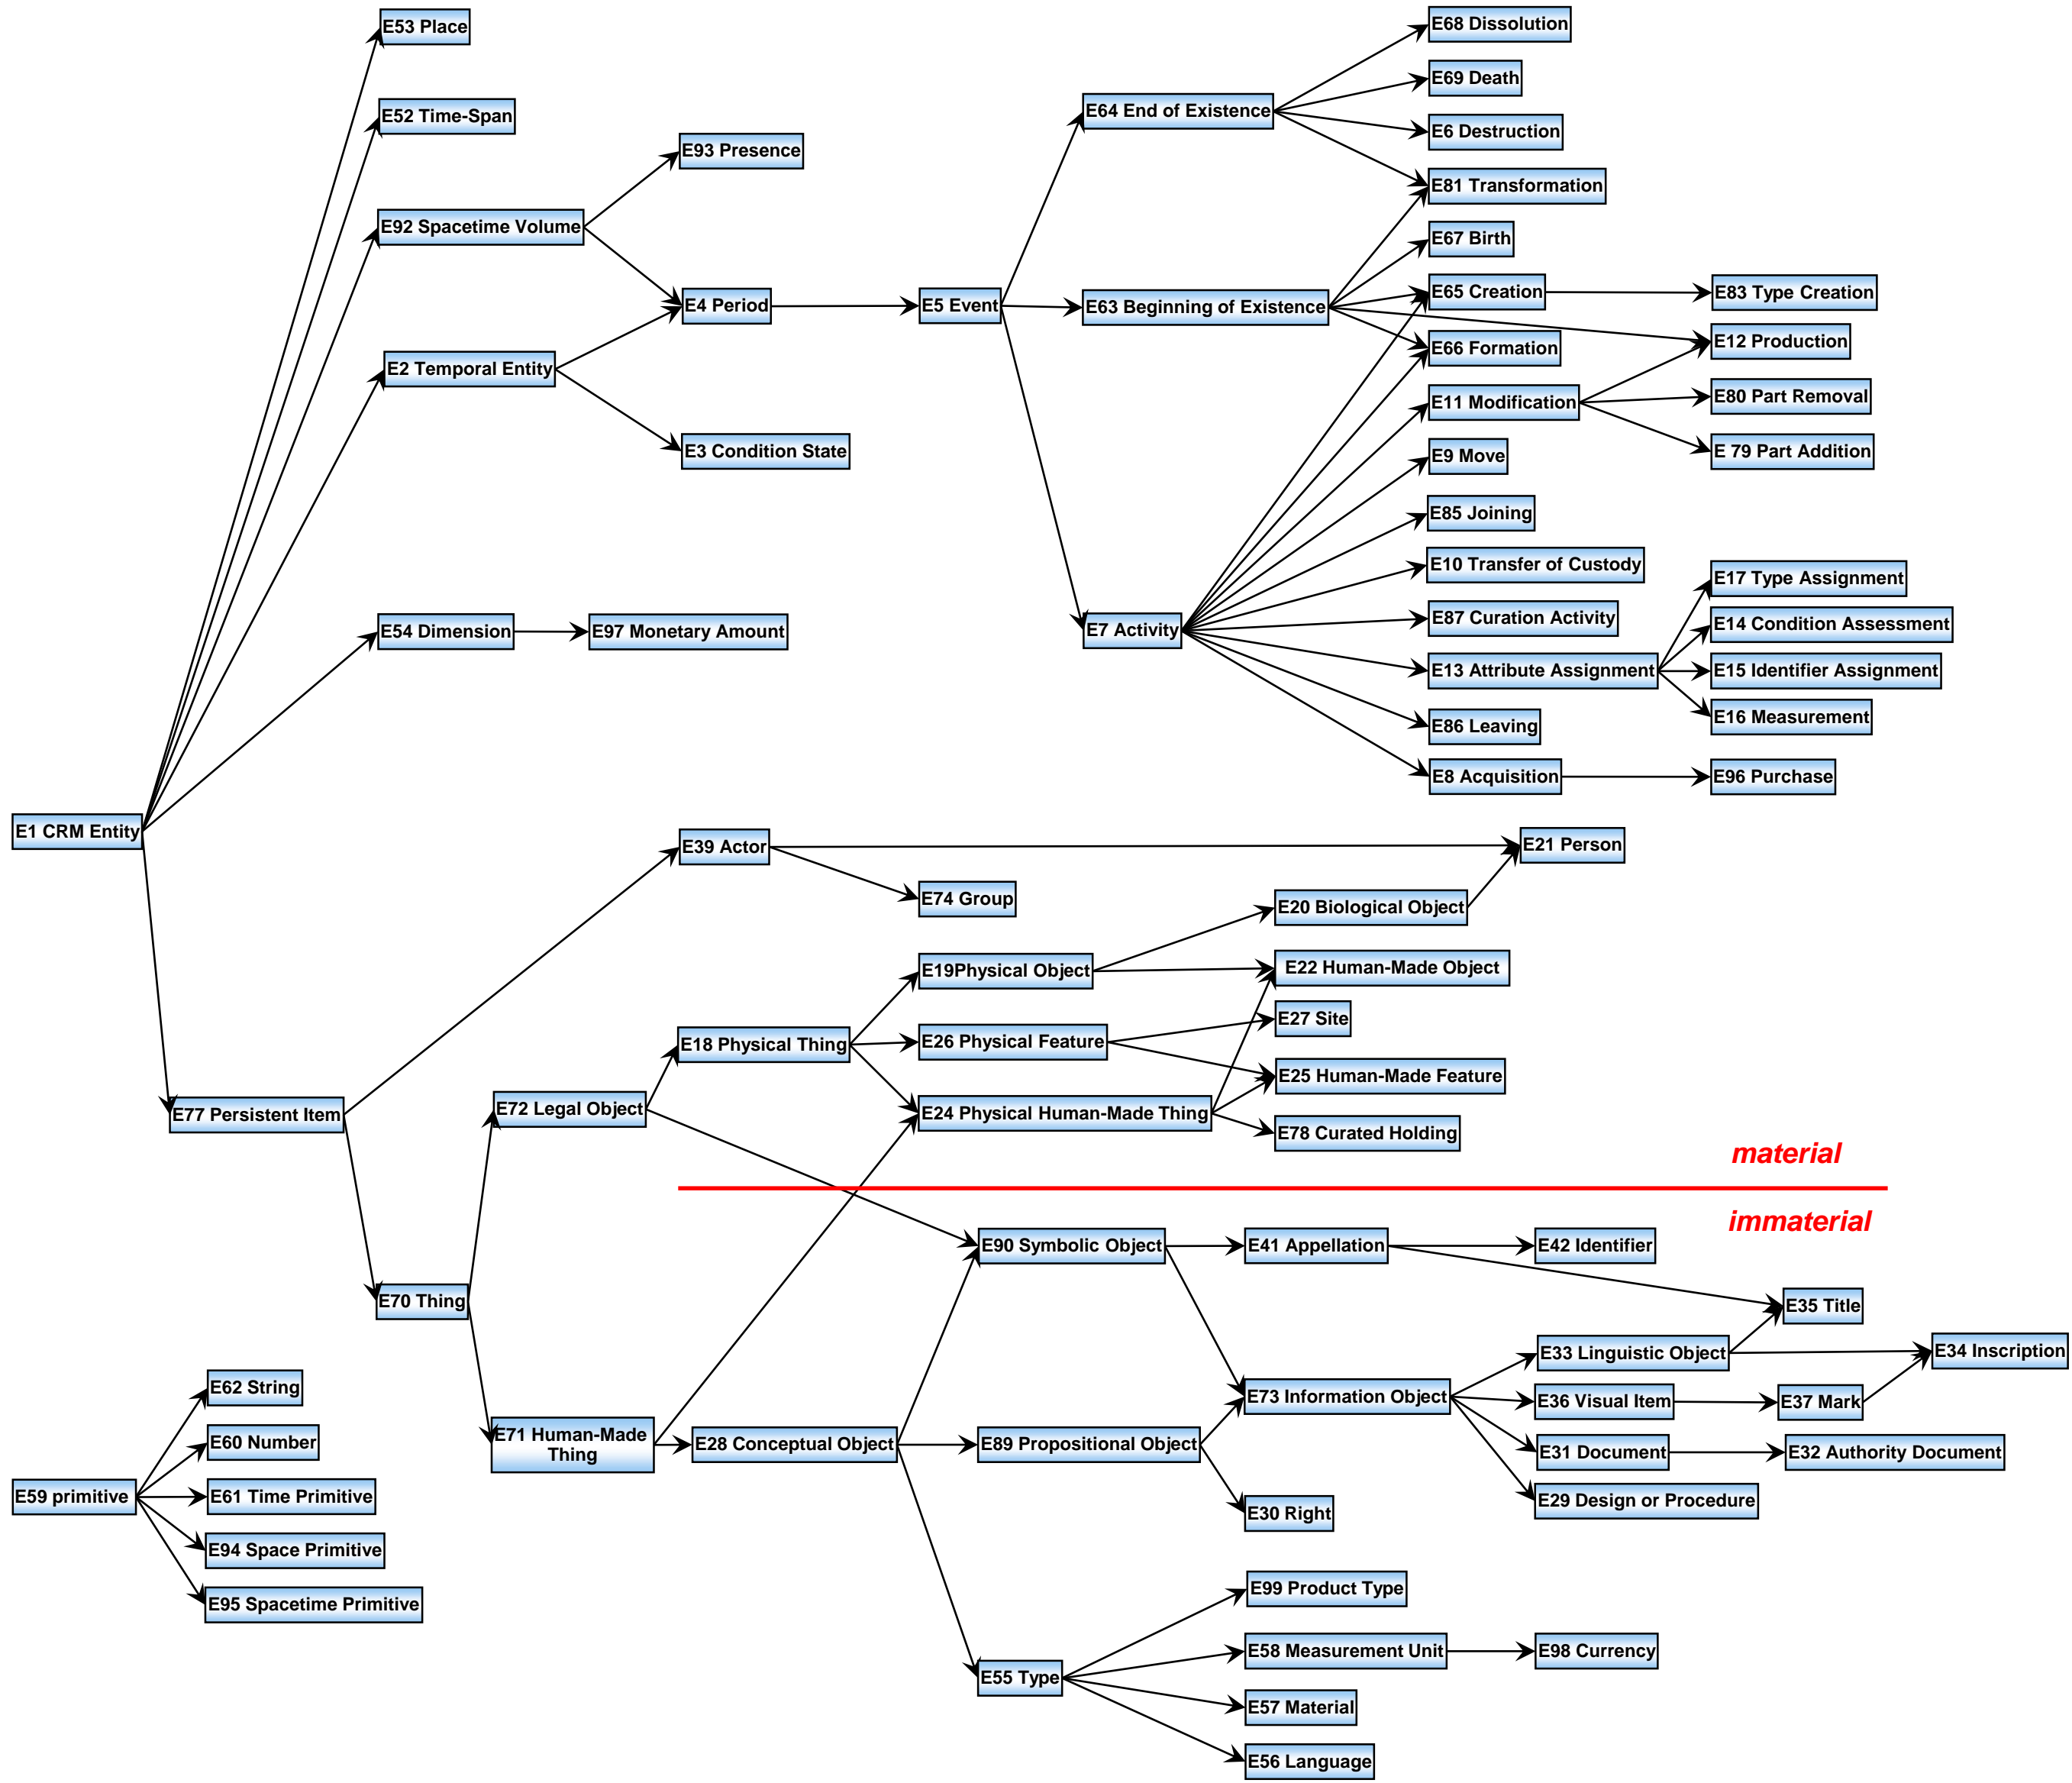 E53 Place
E52 Time-Span
E93 Presence
E92 Spacetime Volume
E4 Period
E2 Temporal Entity
E3 Condition State
E54 Dimension
E97 Monetary Amount
E5 Event
E64 End of Existence
E63 Beginning of Existence
E7 Activity
E68 Dissolution
E69 Death
E6 Destruction
E81 Transformation
E67 Birth
E65 Creation
E83 Type Creation
E66 Formation
E12 Production
E11 Modification
E80 Part Removal
E 79 Part Addition
E9 Move
E85 Joining
E10 Transfer of Custody
E87 Curation Activity
E13 Attribute Assignment
E17 Type Assignment
E14 Condition Assessment
E15 Identifier Assignment
E16 Measurement
E86 Leaving
E8 Acquisition
E96 Purchase
E1 CRM Entity
E39 Actor
E21 Person
E74 Group
E20 Biological Object
E19Physical Object
E22 Human-Made Object
E18 Physical Thing
E26 Physical Feature
E27 Site
E25 Human-Made Feature
E77 Persistent Item
E72 Legal Object
E24 Physical Human-Made Thing
E78 Curated Holding
material
immaterial
E90 Symbolic Object
E41 Appellation
E42 Identifier
E70 Thing
E35 Title
E33 Linguistic Object
E34 Inscription
E73 Information Object
E36 Visual Item
E37 Mark
E71 Human-Made
Thing
E28 Conceptual Object
E89 Propositional Object
E31 Document
E32 Authority Document
E29 Design or Procedure
E30 Right
E62 String
E60 Number
E59 primitive
E61 Time Primitive
E94 Space Primitive
E95 Spacetime Primitive
E99 Product Type
E55 Type
E58 Measurement Unit
E98 Currency
E57 Material
E56 Language